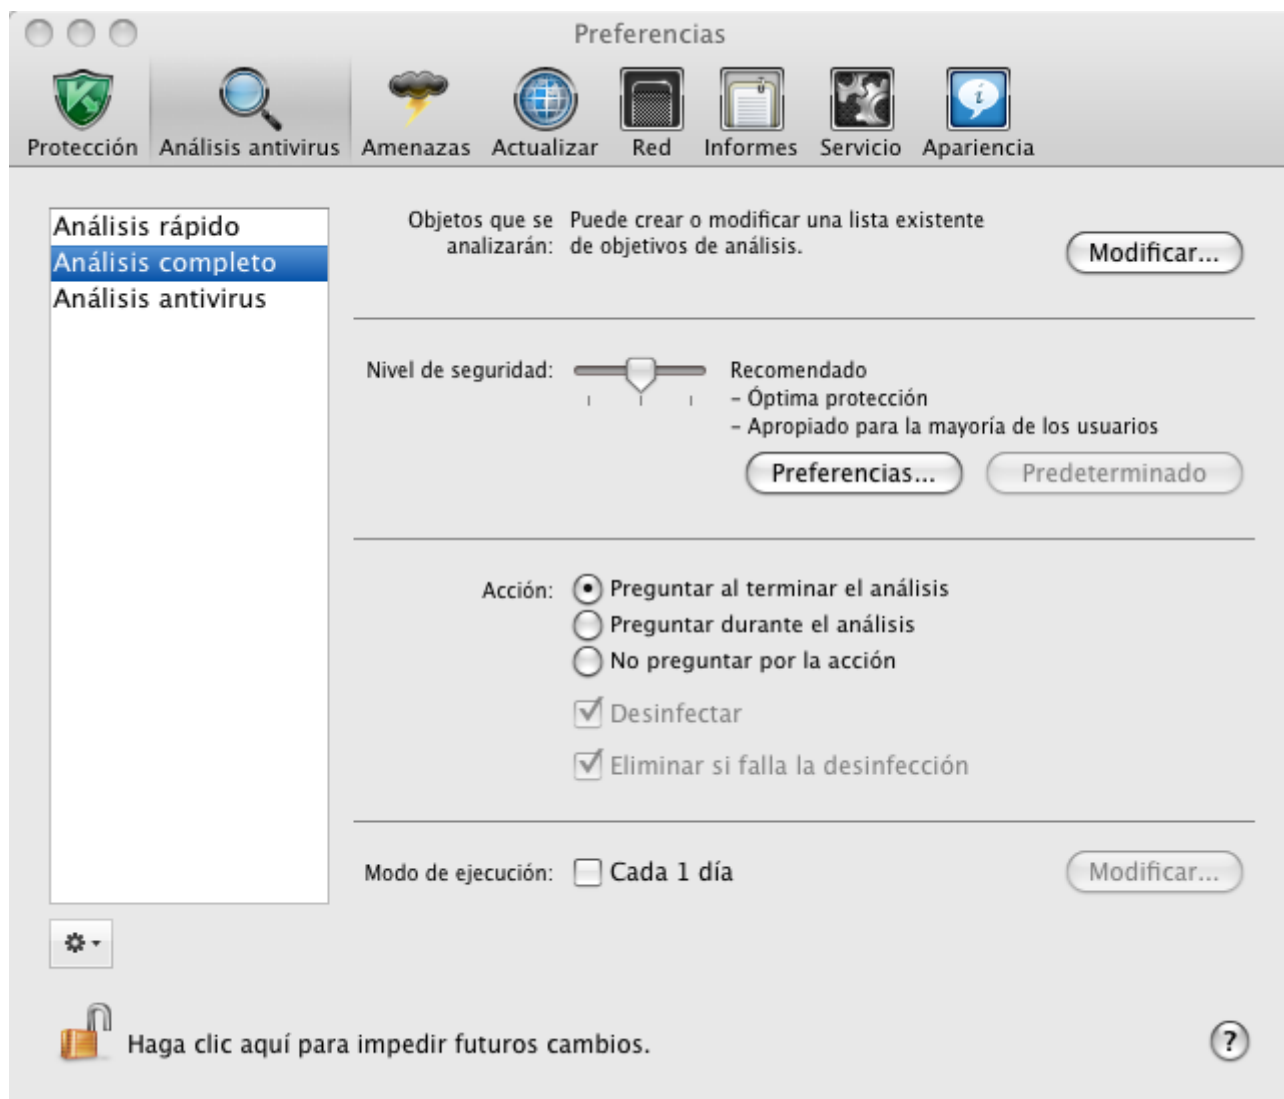 Preferencias
Protección Análisis antivirus Amenazas Actualizar Red Informes Servicio Apariencia
Análisis rápido
Análisis completo
Análisis antivirus
Objetos que se analizarán:
Puede crear o modificar una lista existente
de objetivos de análisis.
Modificar...
Nivel de seguridad:
Recomendado
– Óptima protección
– Apropiado para la mayoría de los usuarios
Preferencias... Predeterminado
Acción:
Preguntar al terminar el análisis
Preguntar durante el análisis
No preguntar por la acción
Desinfectar
Eliminar si falla la desinfección
Modo de ejecución: Cada 1 día Modificar...
Haga clic aquí para impedir futuros cambios. ?